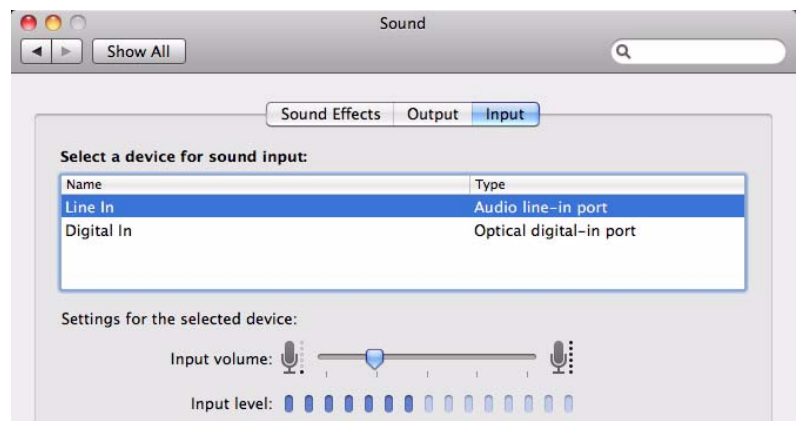 Sound
Show All
Sound Effects Output Input
Select a device for sound input:
Name Type
Line In Audio line-in port
Digital In Optical digital-in port
Settings for the selected device:
Input volume:
Input level: